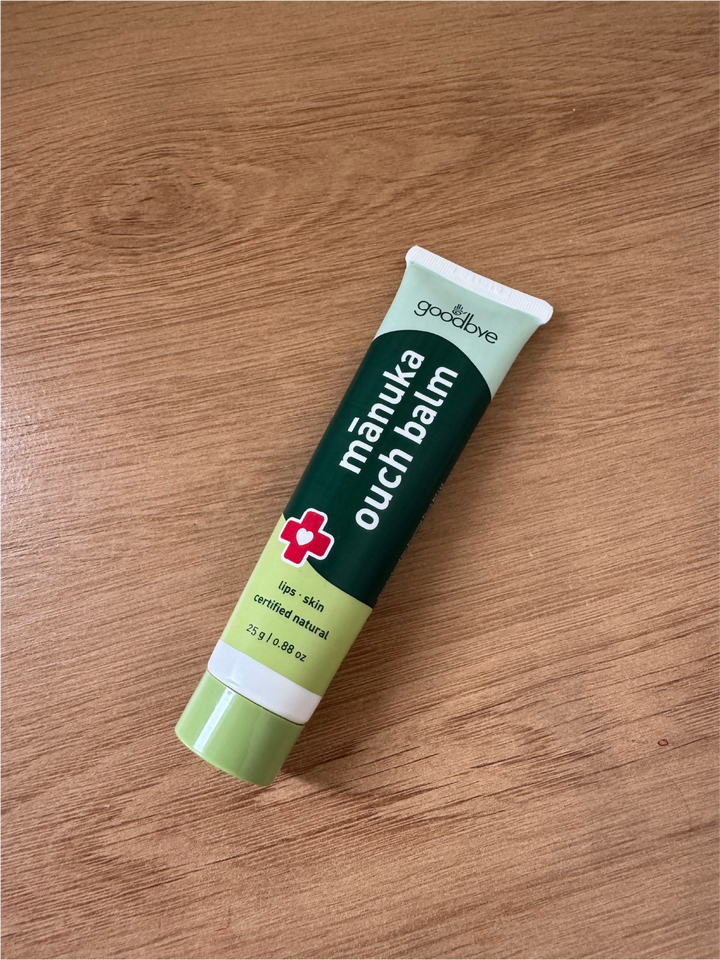 goodbye
mānuka
ouch balm
lips · skin
certified natural
25 g | 0.88 oz